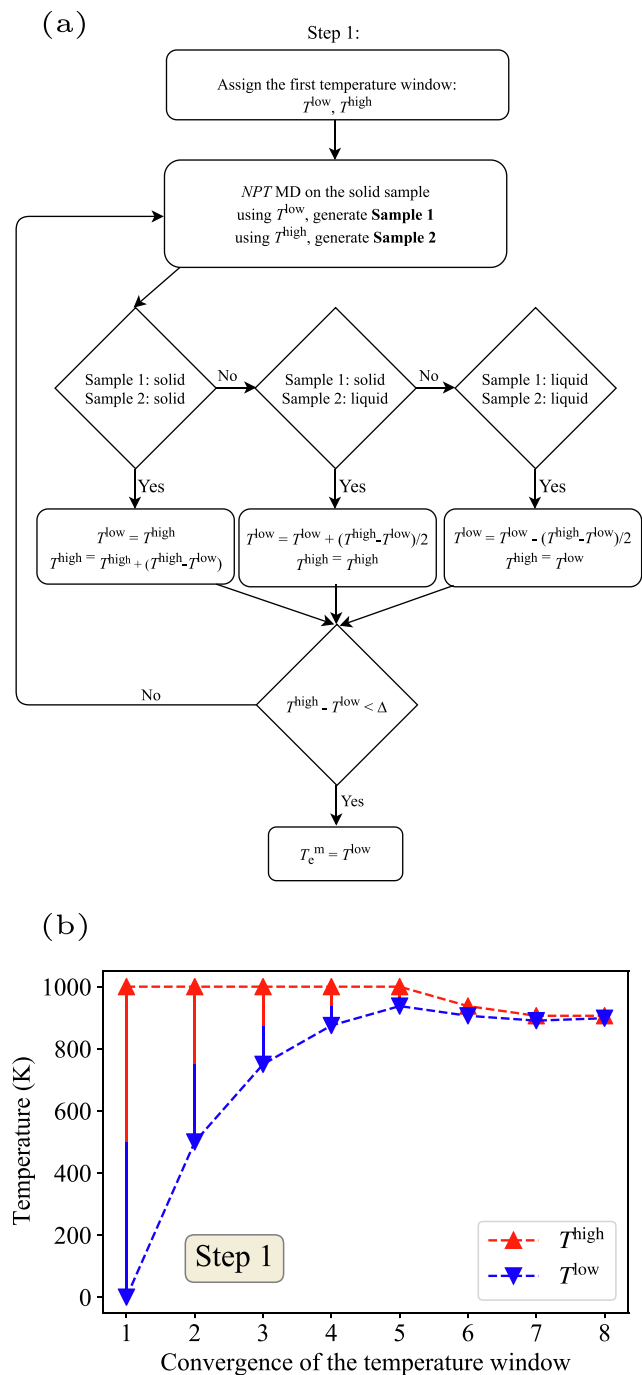 (a)
Step 1:
Assign the first temperature window:
T^low, T^high
NPT MD on the solid sample
using T^low, generate Sample 1
using T^high, generate Sample 2
Sample 1: solid
Sample 2: solid
No
Sample 1: solid
Sample 2: liquid
No
Sample 1: liquid
Sample 2: liquid
Yes
Yes
Yes
T^low = T^high
T^high = T^high + (T^high-T^low)
T^low = T^low + (T^high-T^low)/2
T^high = T^high
T^low = T^low - (T^high-T^low)/2
T^high = T^low
No
T^high - T^low < Δ
Yes
T_e^m = T^low
(b)
1000
800
600
400
200
0
Temperature (K)
Step 1
T^high
T^low
1 2 3 4 5 6 7 8
Convergence of the temperature window